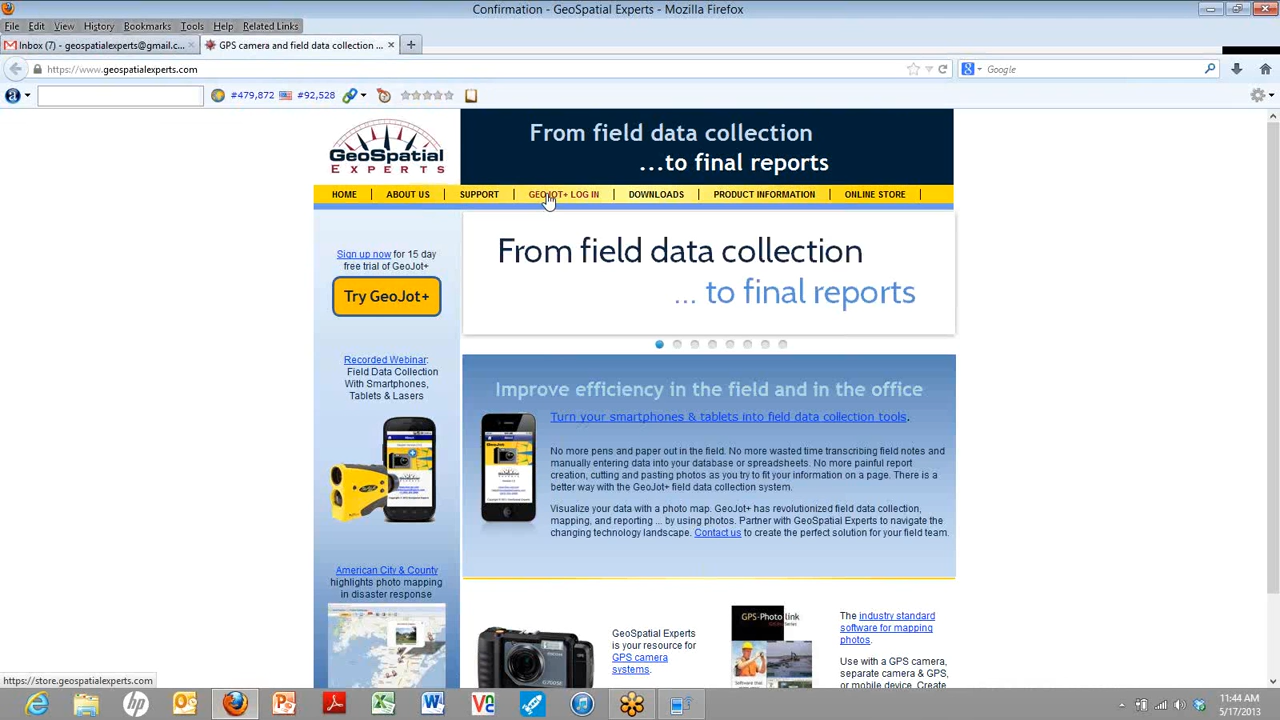 Confirmation - GeoSpatial Experts - Mozilla Firefox
File Edit View History Bookmarks Tools Help Related Links
Inbox (7) - geospatialexperts@gmail.c...
GPS camera and field data collection ...
https://www.geospatialexperts.com
Google
#479,872 #92,528
GeoSpatial
EXPERTS
From field data collection
...to final reports
HOME ABOUT US SUPPORT GEOJOT+ LOG IN DOWNLOADS PRODUCT INFORMATION ONLINE STORE
Sign up now for 15 day
free trial of GeoJot+
Try GeoJot+
Recorded Webinar:
Field Data Collection
With Smartphones,
Tablets & Lasers
American City & County
highlights photo mapping
in disaster response
From field data collection
... to final reports
Improve efficiency in the field and in the office
Turn your smartphones & tablets into field data collection tools.
No more pens and paper out in the field. No more wasted time transcribing field notes and
manually entering data into your database or spreadsheets. No more painful report
creation, cutting and pasting photos as you try to fit your information on a page. There is a
better way with the GeoJot+ field data collection system.
Visualize your data with a photo map. GeoJot+ has revolutionized field data collection,
mapping, and reporting ... by using photos. Partner with GeoSpatial Experts to navigate the
changing technology landscape. Contact us to create the perfect solution for your field team.
GeoSpatial Experts
is your resource for
GPS camera
systems.
GPS-Photo link
The industry standard
software for mapping
photos.
Use with a GPS camera,
separate camera & GPS,
or mobile device. Create
https://store.geospatialexperts.com
11:44 AM
5/17/2013